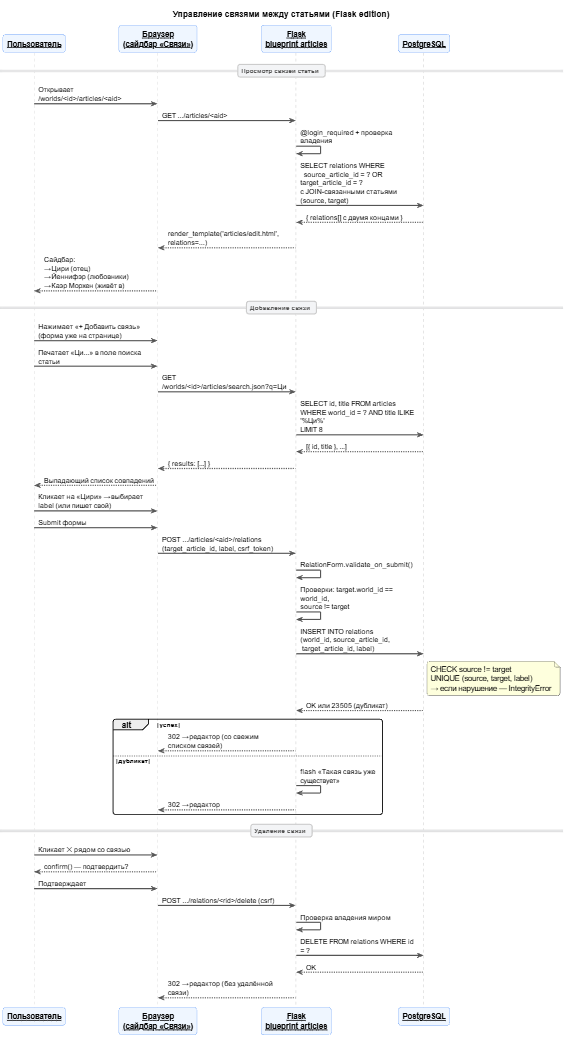 Управление связями между статьями (Flask edition)
Пользователь
Браузер
(сайдбар «Связи»)
Flask
blueprint articles
PostgreSQL
Просмотр связей статьи
Открывает
/worlds/<id>/articles/<aid>
GET .../articles/<aid>
@login_required + проверка
владения
SELECT relations WHERE
source_article_id = ? OR
target_article_id = ?
с JOIN-связанными статьями
(source, target)
{ relations[] с двумя концами }
render_template('articles/edit.html',
relations=...)
Сайдбар:
→Цири (отец)
→Йеннифэр (любовники)
→Каэр Морхен (живёт в)
Добавление связи
Нажимает «+ Добавить связь»
(форма уже на странице)
Печатает «Ци...» в поле поиска
статьи
GET
/worlds/<id>/articles/search.json?q=Ци
SELECT id, title FROM articles
WHERE world_id = ? AND title ILIKE
'%Ци%'
LIMIT 8
[{ id, title }, ...]
{ results: [...] }
Выпадающий список совпадений
Кликает на «Цири» →выбирает
label (или пишет свой)
Submit формы
POST .../articles/<aid>/relations
(target_article_id, label, csrf_token)
RelationForm.validate_on_submit()
Проверки: target.world_id ==
world_id,
source != target
INSERT INTO relations
(world_id, source_article_id,
target_article_id, label)
CHECK source != target
UNIQUE (source, target, label)
→ если нарушение — IntegrityError
OK или 23505 (дубликат)
alt
[успех]
302 →редактор (со свежим
списком связей)
[дубликат]
flash «Такая связь уже
существует»
302 →редактор
Удаление связи
Кликает ✕ рядом со связью
confirm() — подтвердить?
Подтверждает
POST .../relations/<rid>/delete (csrf)
Проверка владения миром
DELETE FROM relations WHERE id
= ?
OK
302 →редактор (без удалённой
связи)
Пользователь
Браузер
(сайдбар «Связи»)
Flask
blueprint articles
PostgreSQL